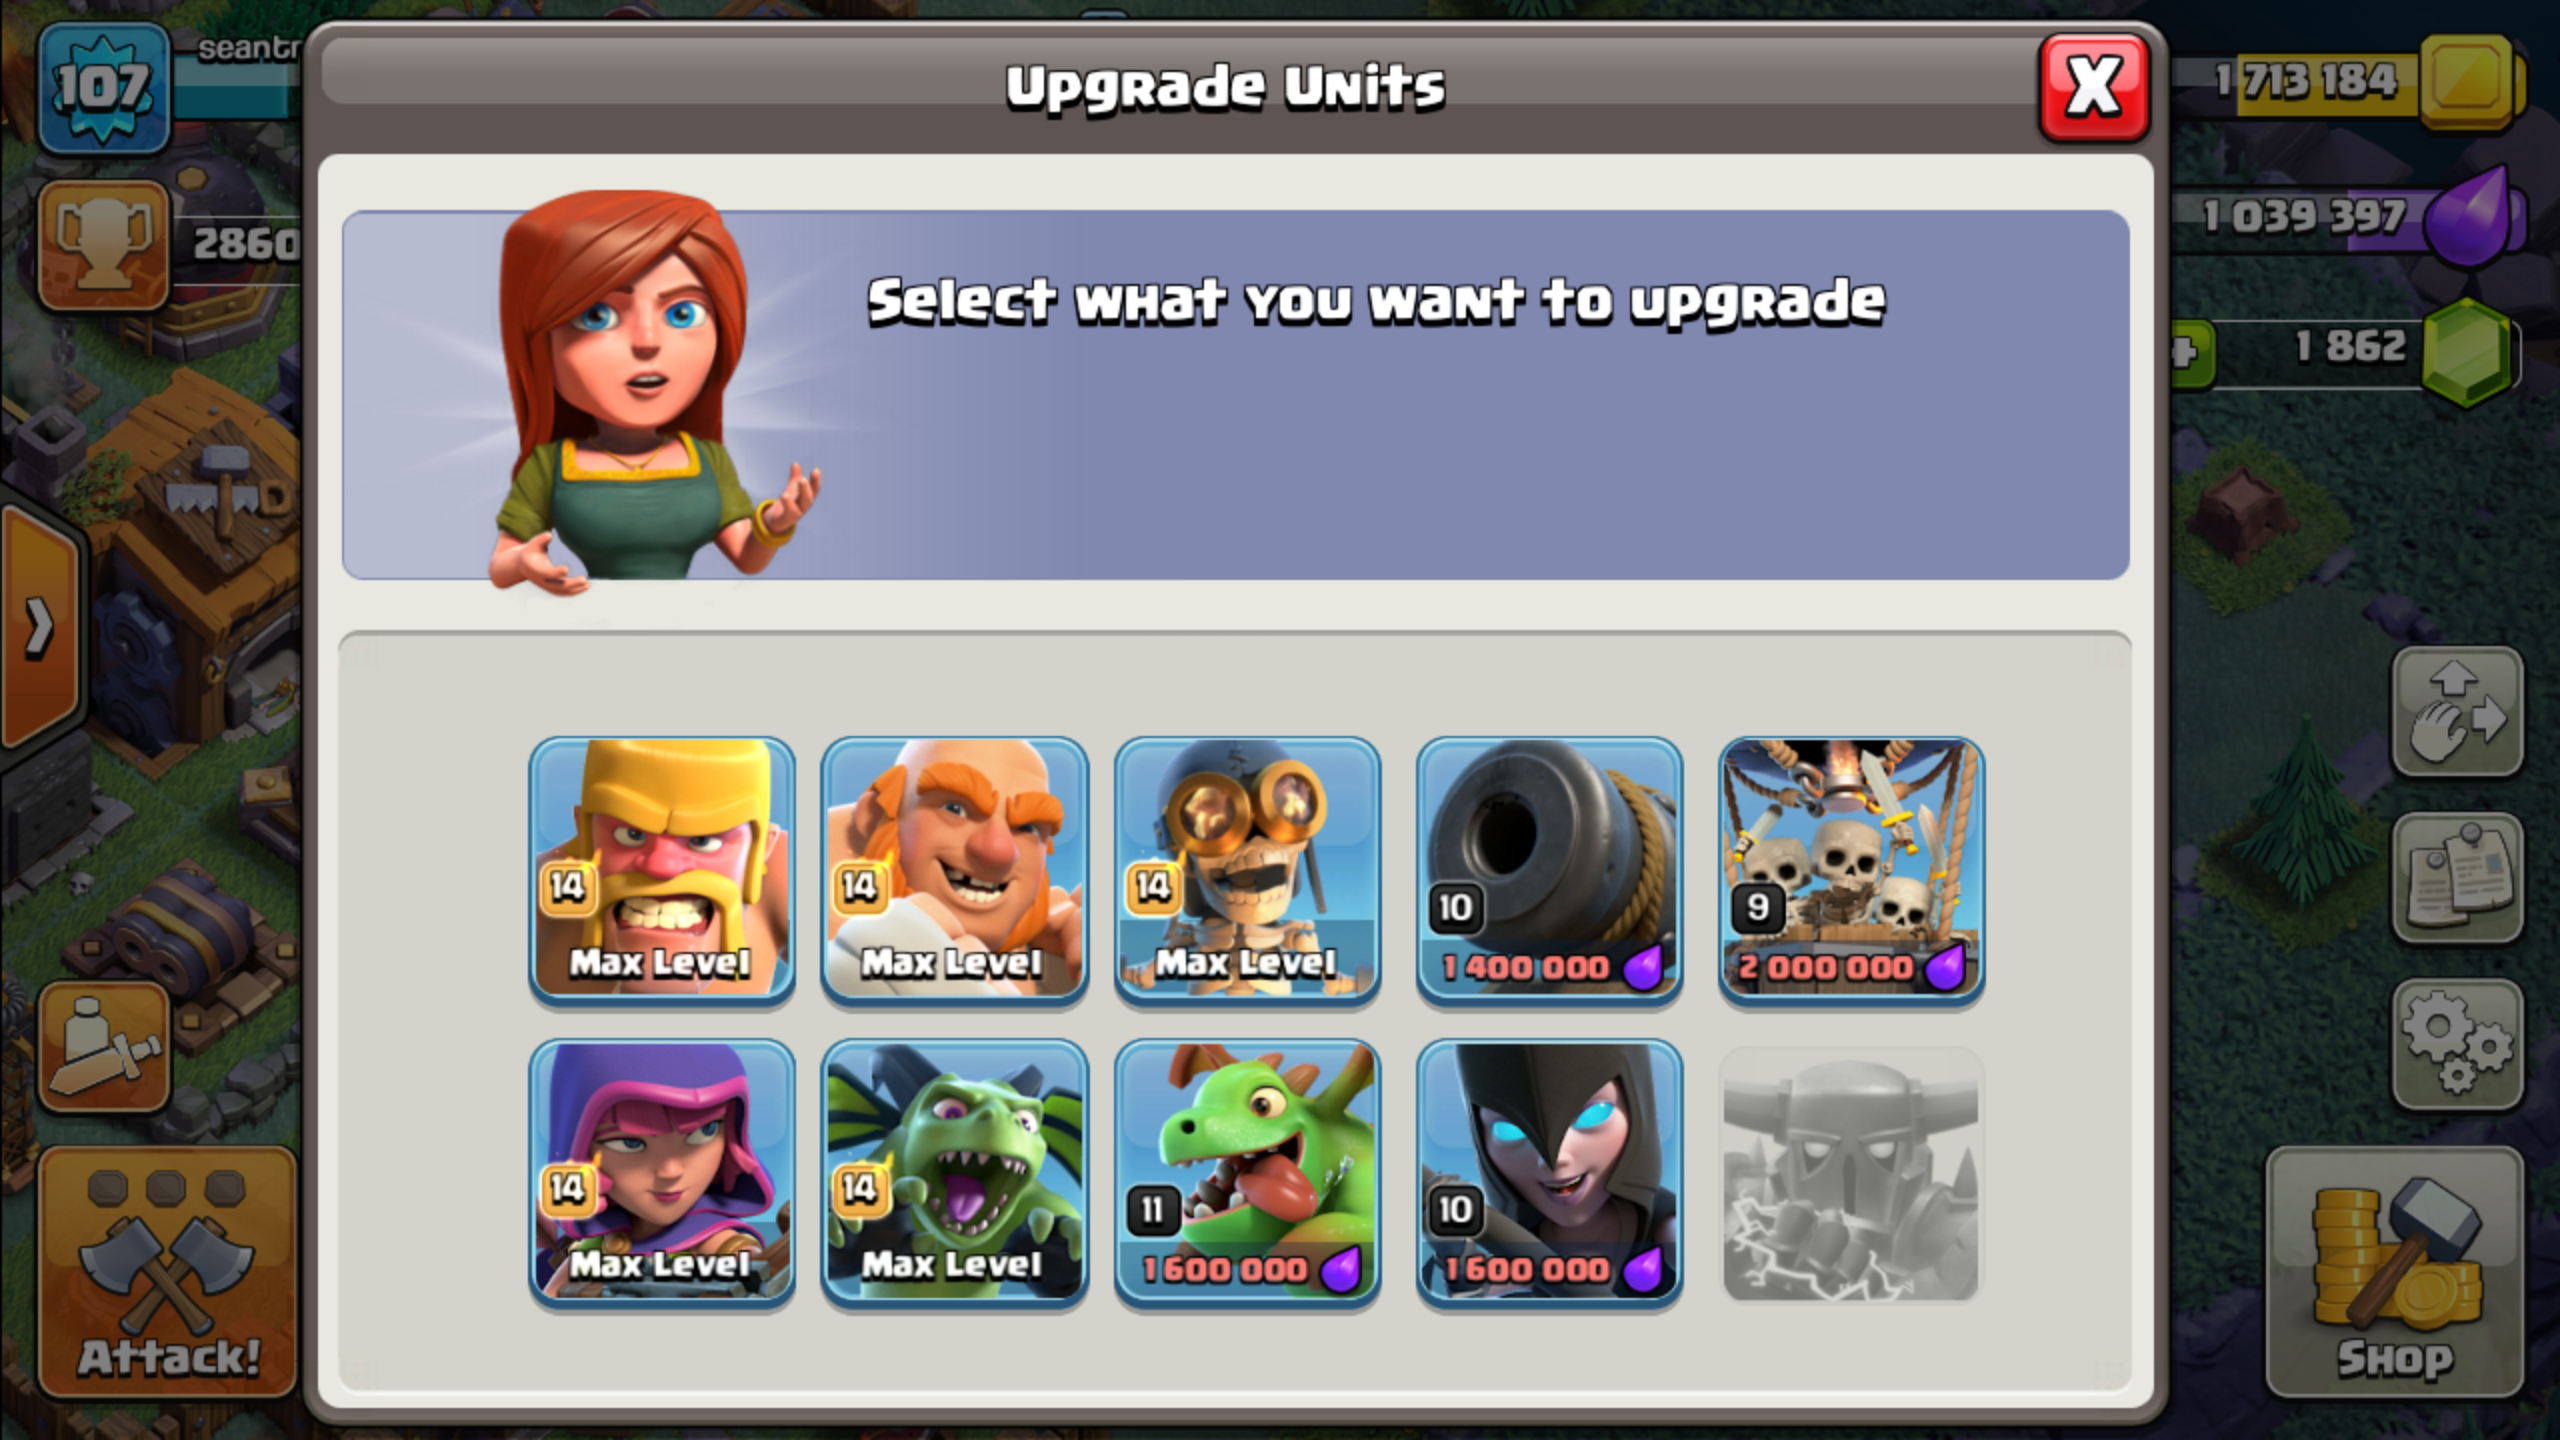 107
seantr
Upgrade Units
X
1 713 184
2860
1 039 397
Select what you want to upgrade
1 862
14
Max Level
14
Max Level
14
Max Level
10
1 400 000
9
2 000 000
14
Max Level
14
Max Level
11
1 600 000
10
1 600 000
Attack!
Shop